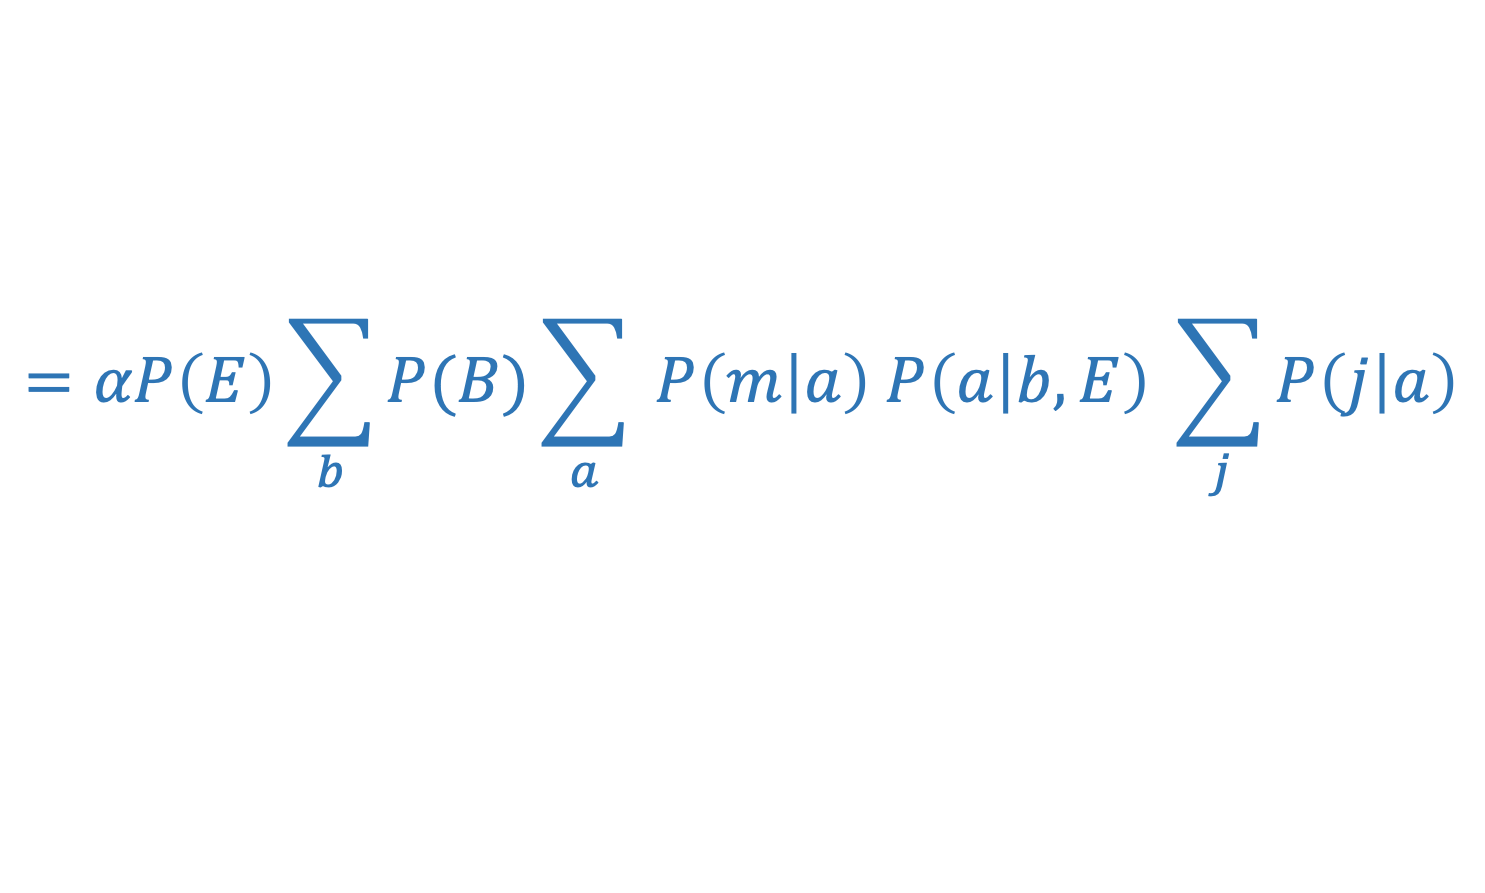 = αP(E) ∑_b P(B) ∑_a P(m|a) P(a|b, E) ∑_j P(j|a)